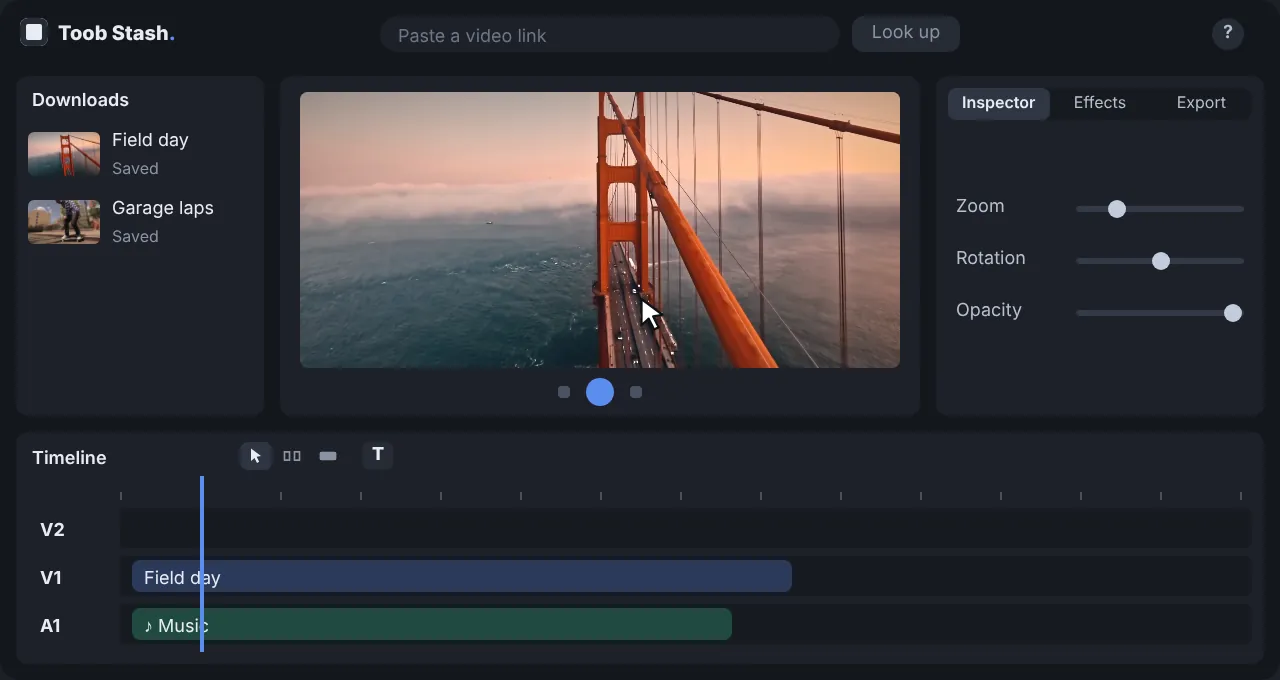 Toob Stash.
Paste a video link
Look up
?
Downloads
Field day
Saved
Garage laps
Saved
Inspector
Effects
Export
Zoom
Rotation
Opacity
Timeline
T
V2
V1
Field day
A1
♪ Music